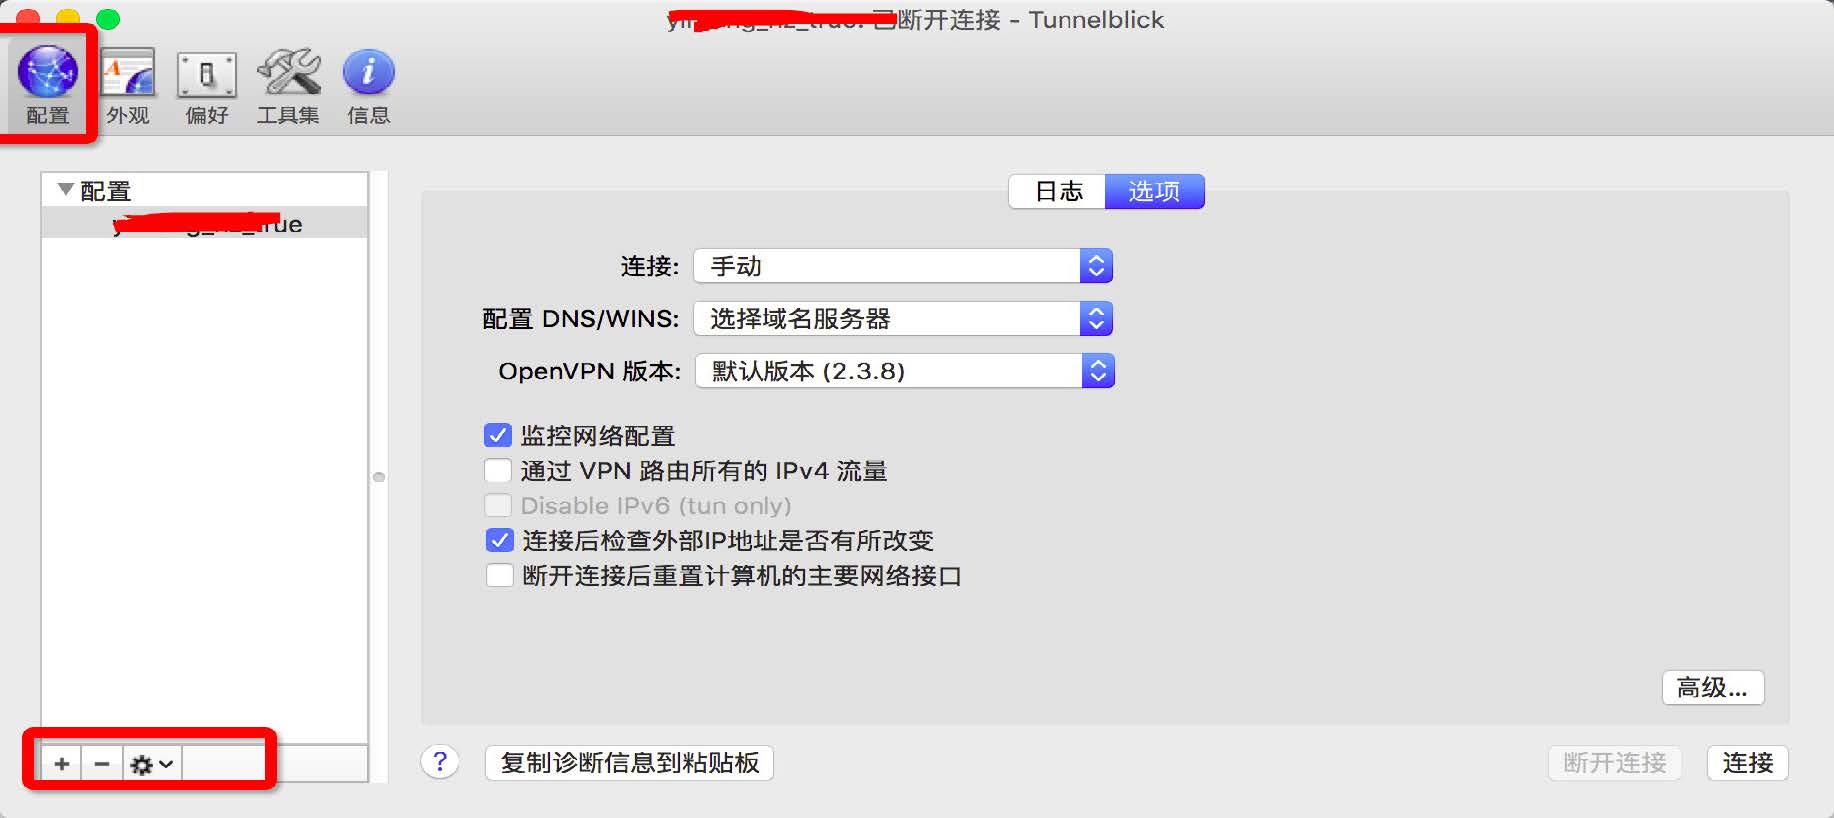 已断开连接 - Tunnelblick
配置
外观
偏好
工具集
信息
配置
日志
选项
连接: 手动
配置 DNS/WINS: 选择域名服务器
OpenVPN 版本: 默认版本 (2.3.8)
监控网络配置
通过 VPN 路由所有的 IPv4 流量
Disable IPv6 (tun only)
连接后检查外部IP地址是否有所改变
断开连接后重置计算机的主要网络接口
高级...
+ −
? 复制诊断信息到粘贴板
断开连接
连接